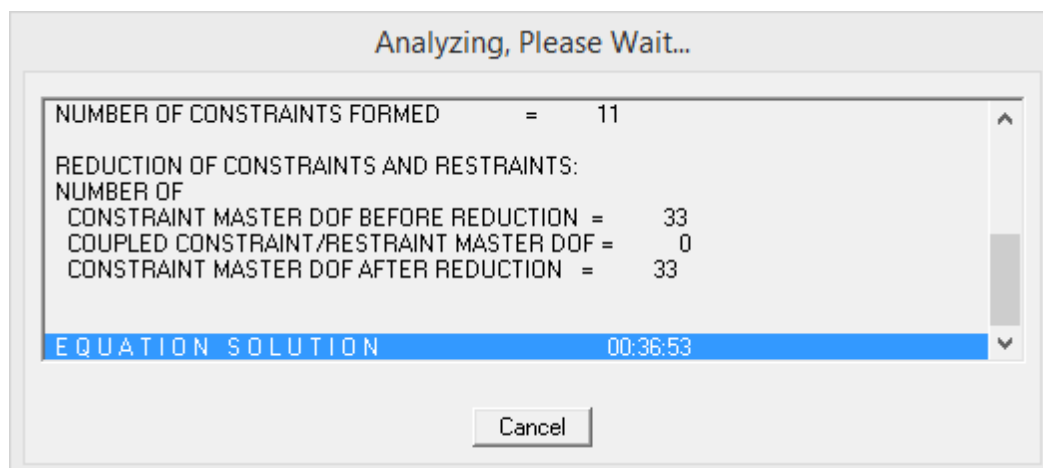 Analyzing, Please Wait...
NUMBER OF CONSTRAINTS FORMED = 11
REDUCTION OF CONSTRAINTS AND RESTRAINTS:
NUMBER OF
CONSTRAINT MASTER DOF BEFORE REDUCTION = 33
COUPLED CONSTRAINT/RESTRAINT MASTER DOF = 0
CONSTRAINT MASTER DOF AFTER REDUCTION = 33
E Q U A T I O N   S O L U T I O N 00:36:53
Cancel